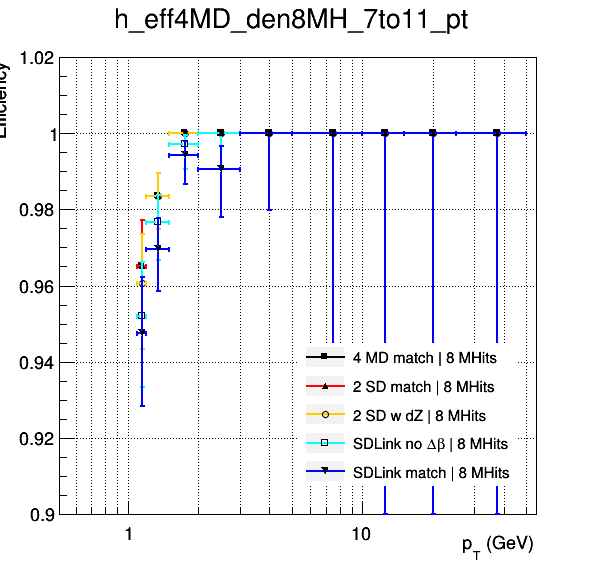 h_eff4MD_den8MH_7to11_pt
Efficiency
1.02
1
0.98
0.96
0.94
0.92
0.9
4 MD match | 8 MHits
2 SD match | 8 MHits
2 SD w dZ | 8 MHits
SDLink no Δβ | 8 MHits
SDLink match | 8 MHits
1
10
p_T (GeV)